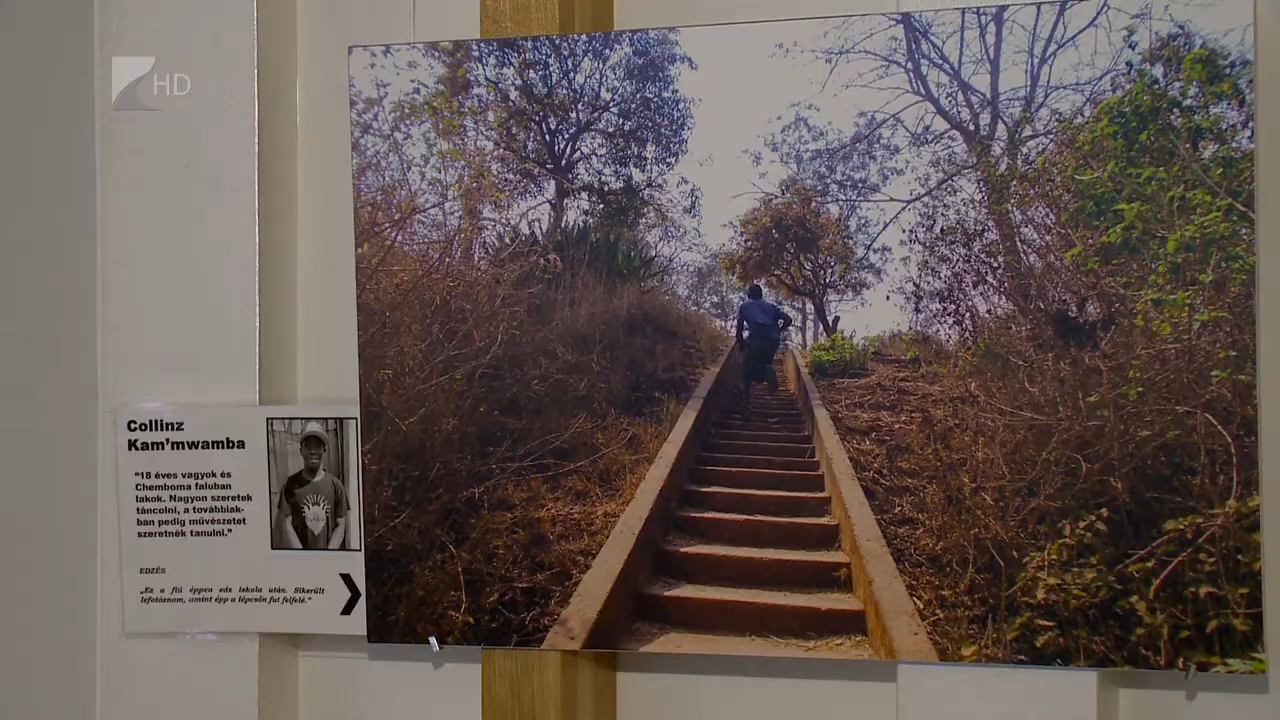 HD
Collinz
Kam'mwamba
"18 éves vagyok és
Chemboma faluban
lakok. Nagyon szeretek
táncolni, a továbbiak-
ban pedig művészetet
szeretnék tanulni."
EDZÉS
„Ez a fiú éppen edz iskola után. Sikerült
lefotóznom, amint épp a lépcsőn fut felfelé."